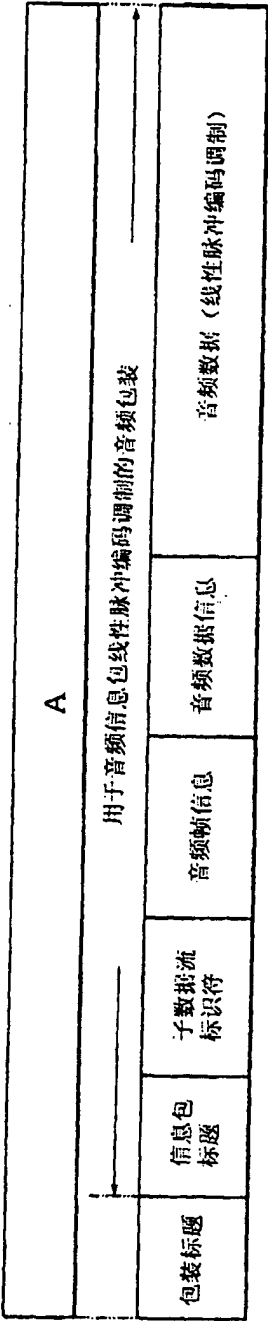 A
用于音频信息包线性脉冲编码调制的音频包装
包装标题
信息包
标题
子数据流
标识符
音频帧信息
音频数据信息
音频数据（线性脉冲编码调制）